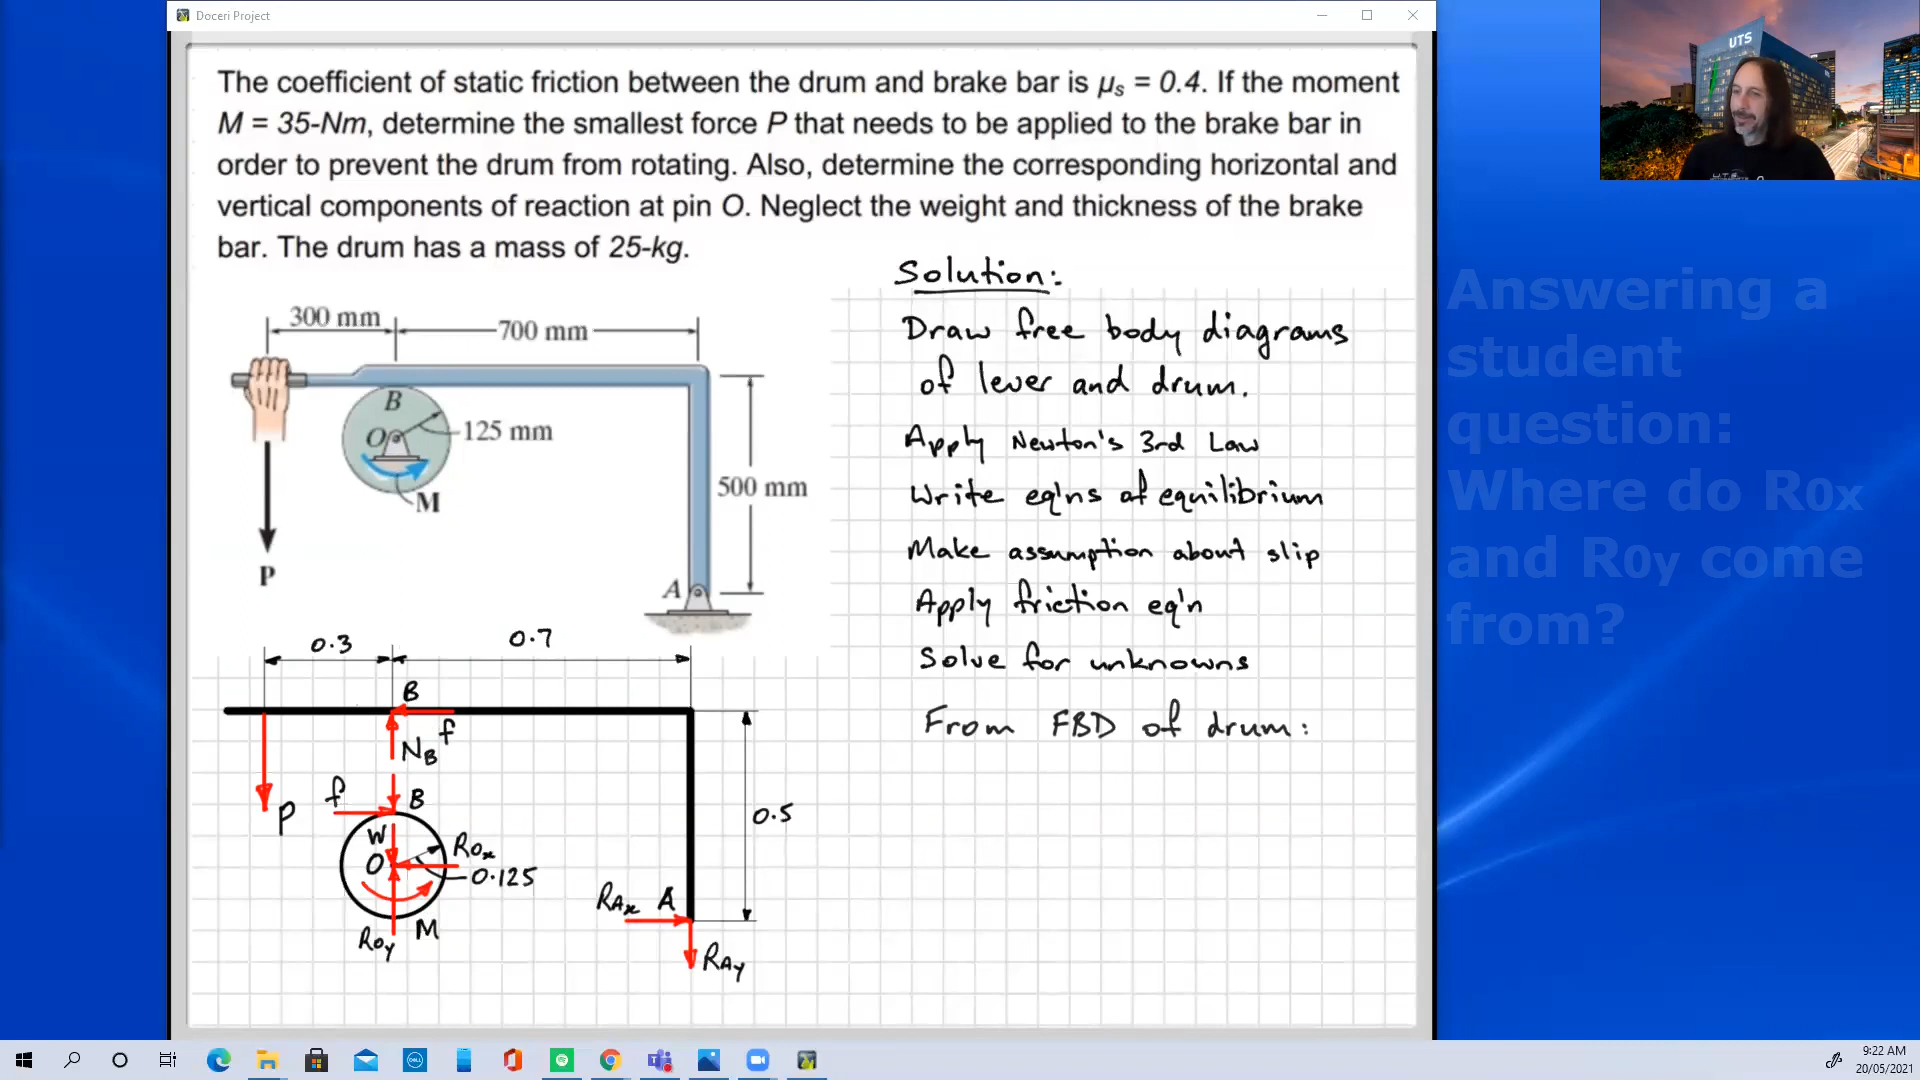 Doceri Project
UTS
The coefficient of static friction between the drum and brake bar is μs = 0.4. If the moment
M = 35-Nm, determine the smallest force P that needs to be applied to the brake bar in
order to prevent the drum from rotating. Also, determine the corresponding horizontal and
vertical components of reaction at pin O. Neglect the weight and thickness of the brake
bar. The drum has a mass of 25-kg.
Solution:
Draw free body diagrams
of lever and drum.
Apply Newton's 3rd Law
Write eq'ns of equilibrium
Make assumption about slip
Apply friction eq'n
Solve for unknowns
From FBD of drum:
300 mm
700 mm
B
O
125 mm
M
500 mm
P
A
0.3
0.7
B
f
NB
f
B
P
W
O
ROx
0.125
0.5
RAx A
ROy
M
RAy
Answering a
student
question:
Where do R0x
and R0y come
from?
9:22 AM
20/05/2021